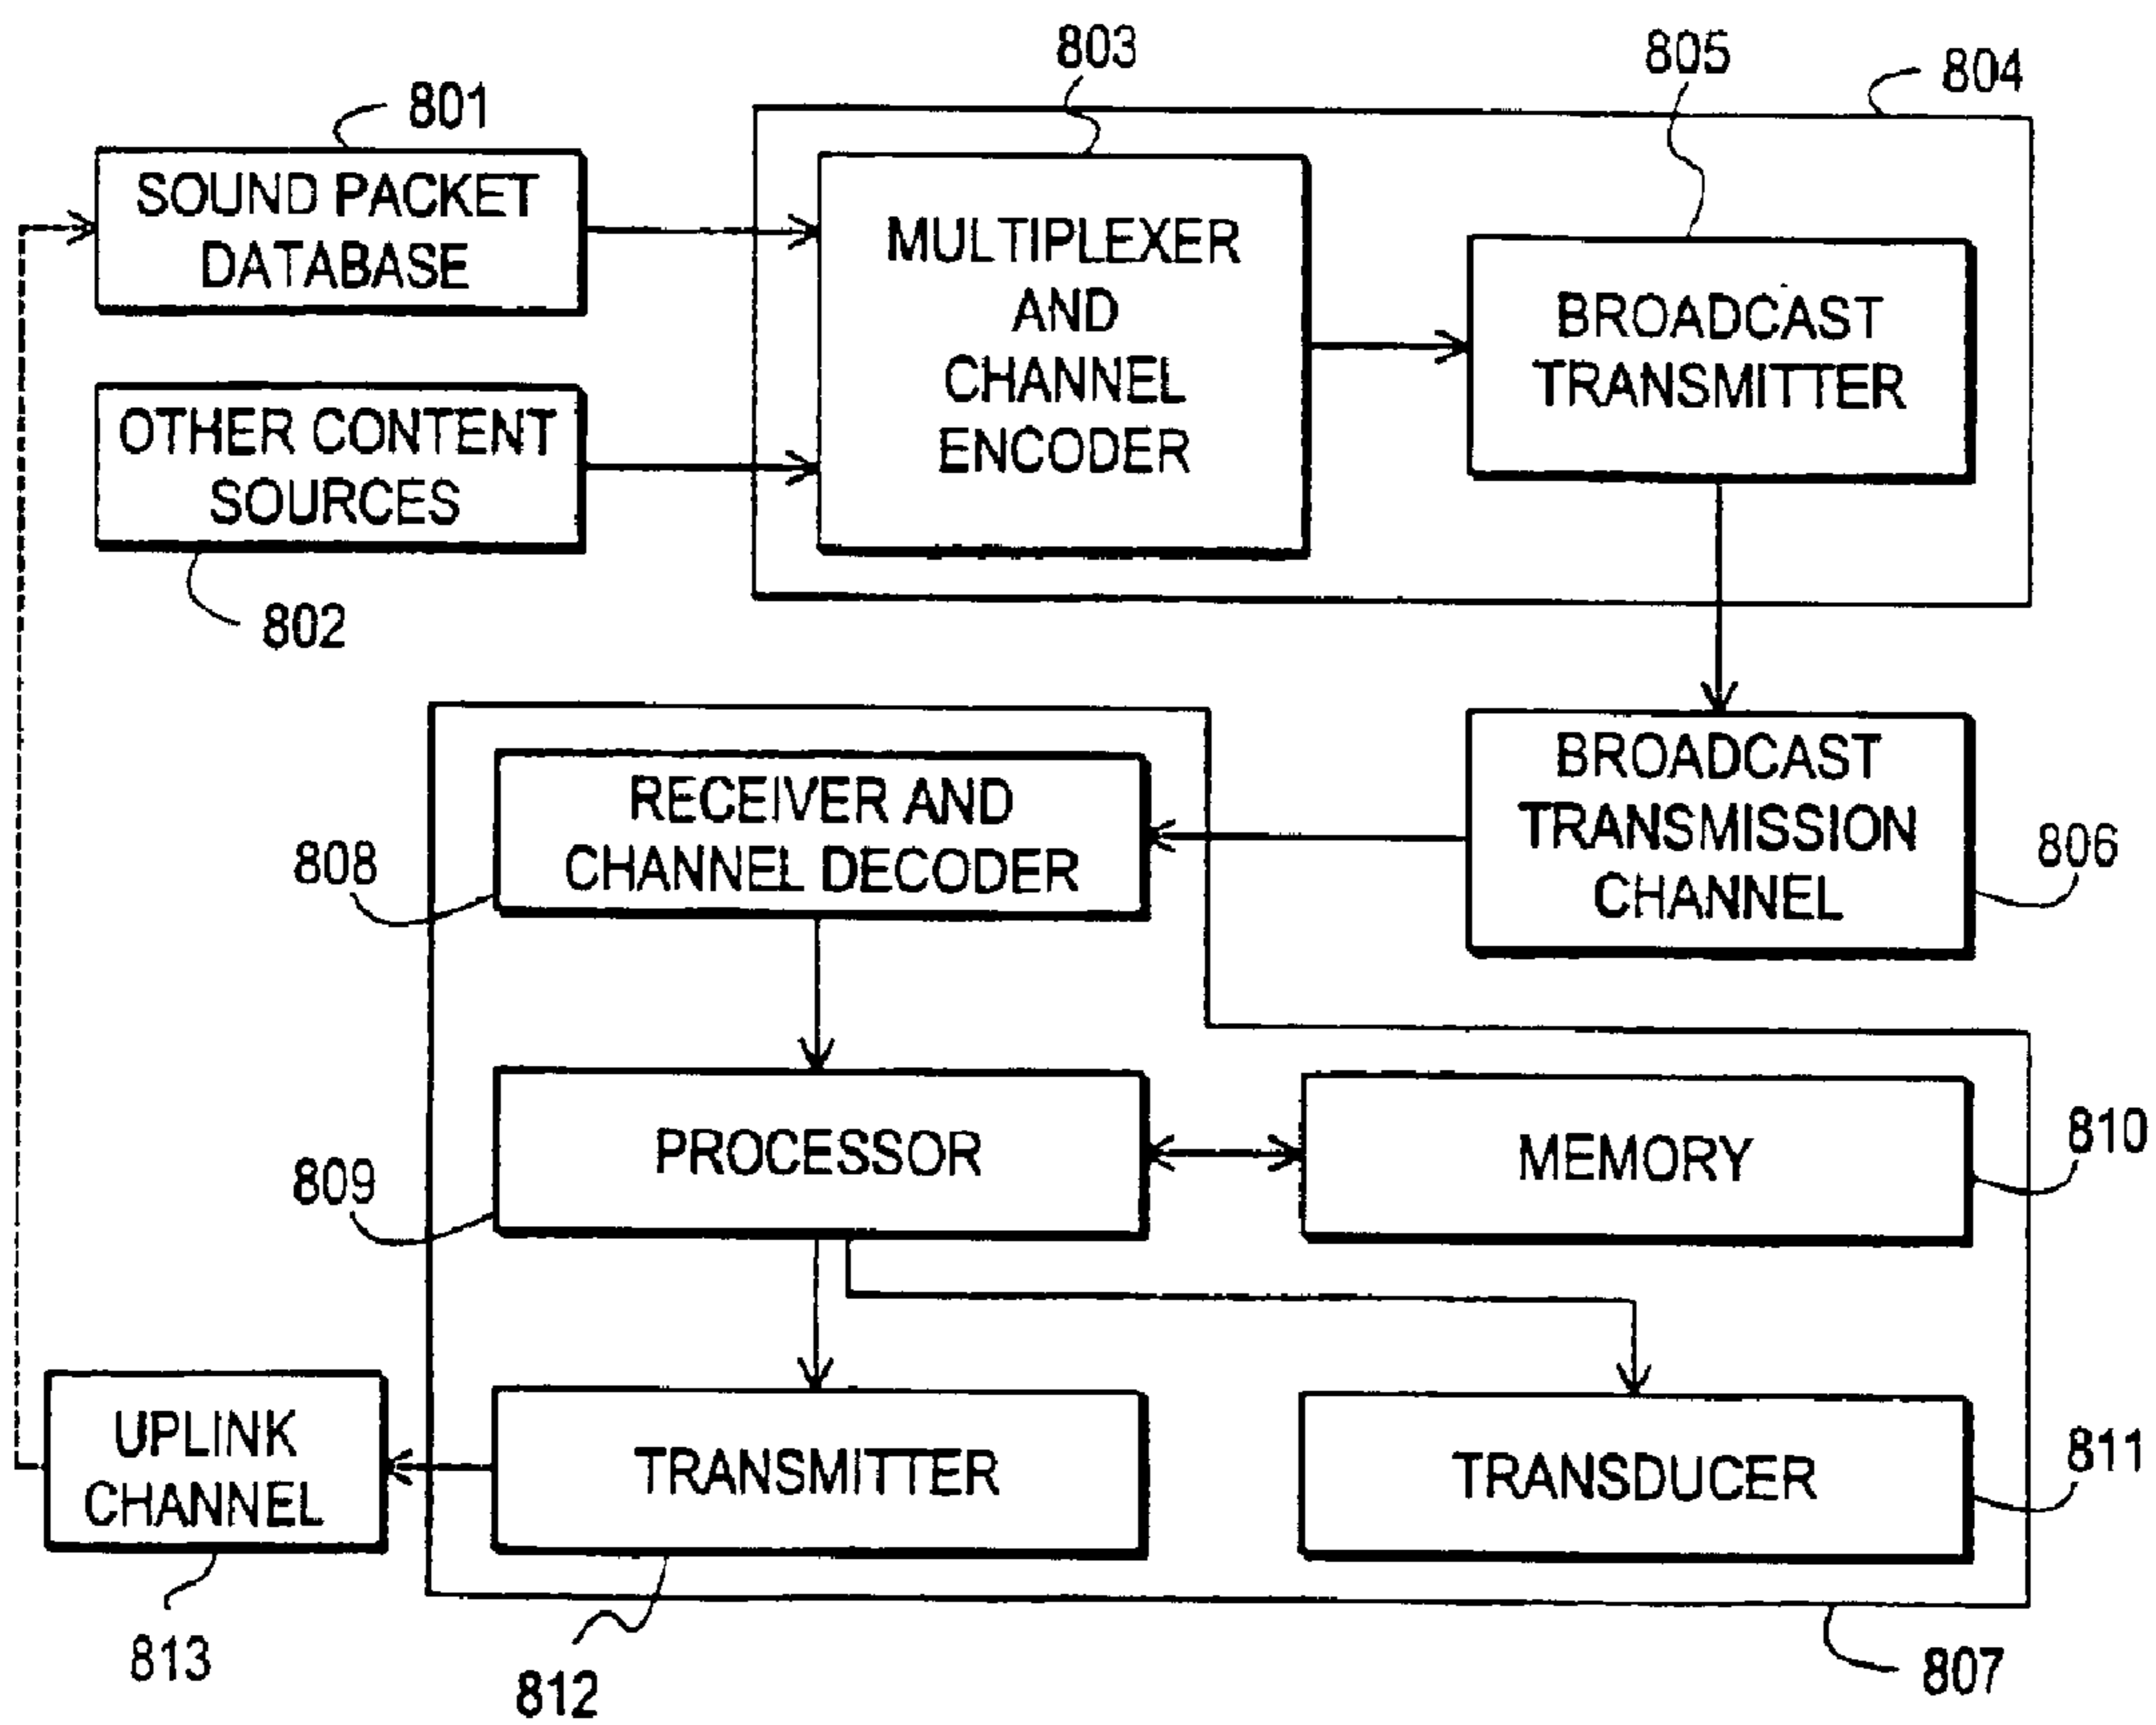 803
805
804
801
SOUND PACKET
DATABASE
MULTIPLEXER
AND
CHANNEL
ENCODER
BROADCAST
TRANSMITTER
OTHER CONTENT
SOURCES
802
RECEIVER AND
CHANNEL DECODER
BROADCAST
TRANSMISSION
CHANNEL
806
808
PROCESSOR
MEMORY
810
809
UPLINK
CHANNEL
TRANSMITTER
TRANSDUCER
811
813
812
807